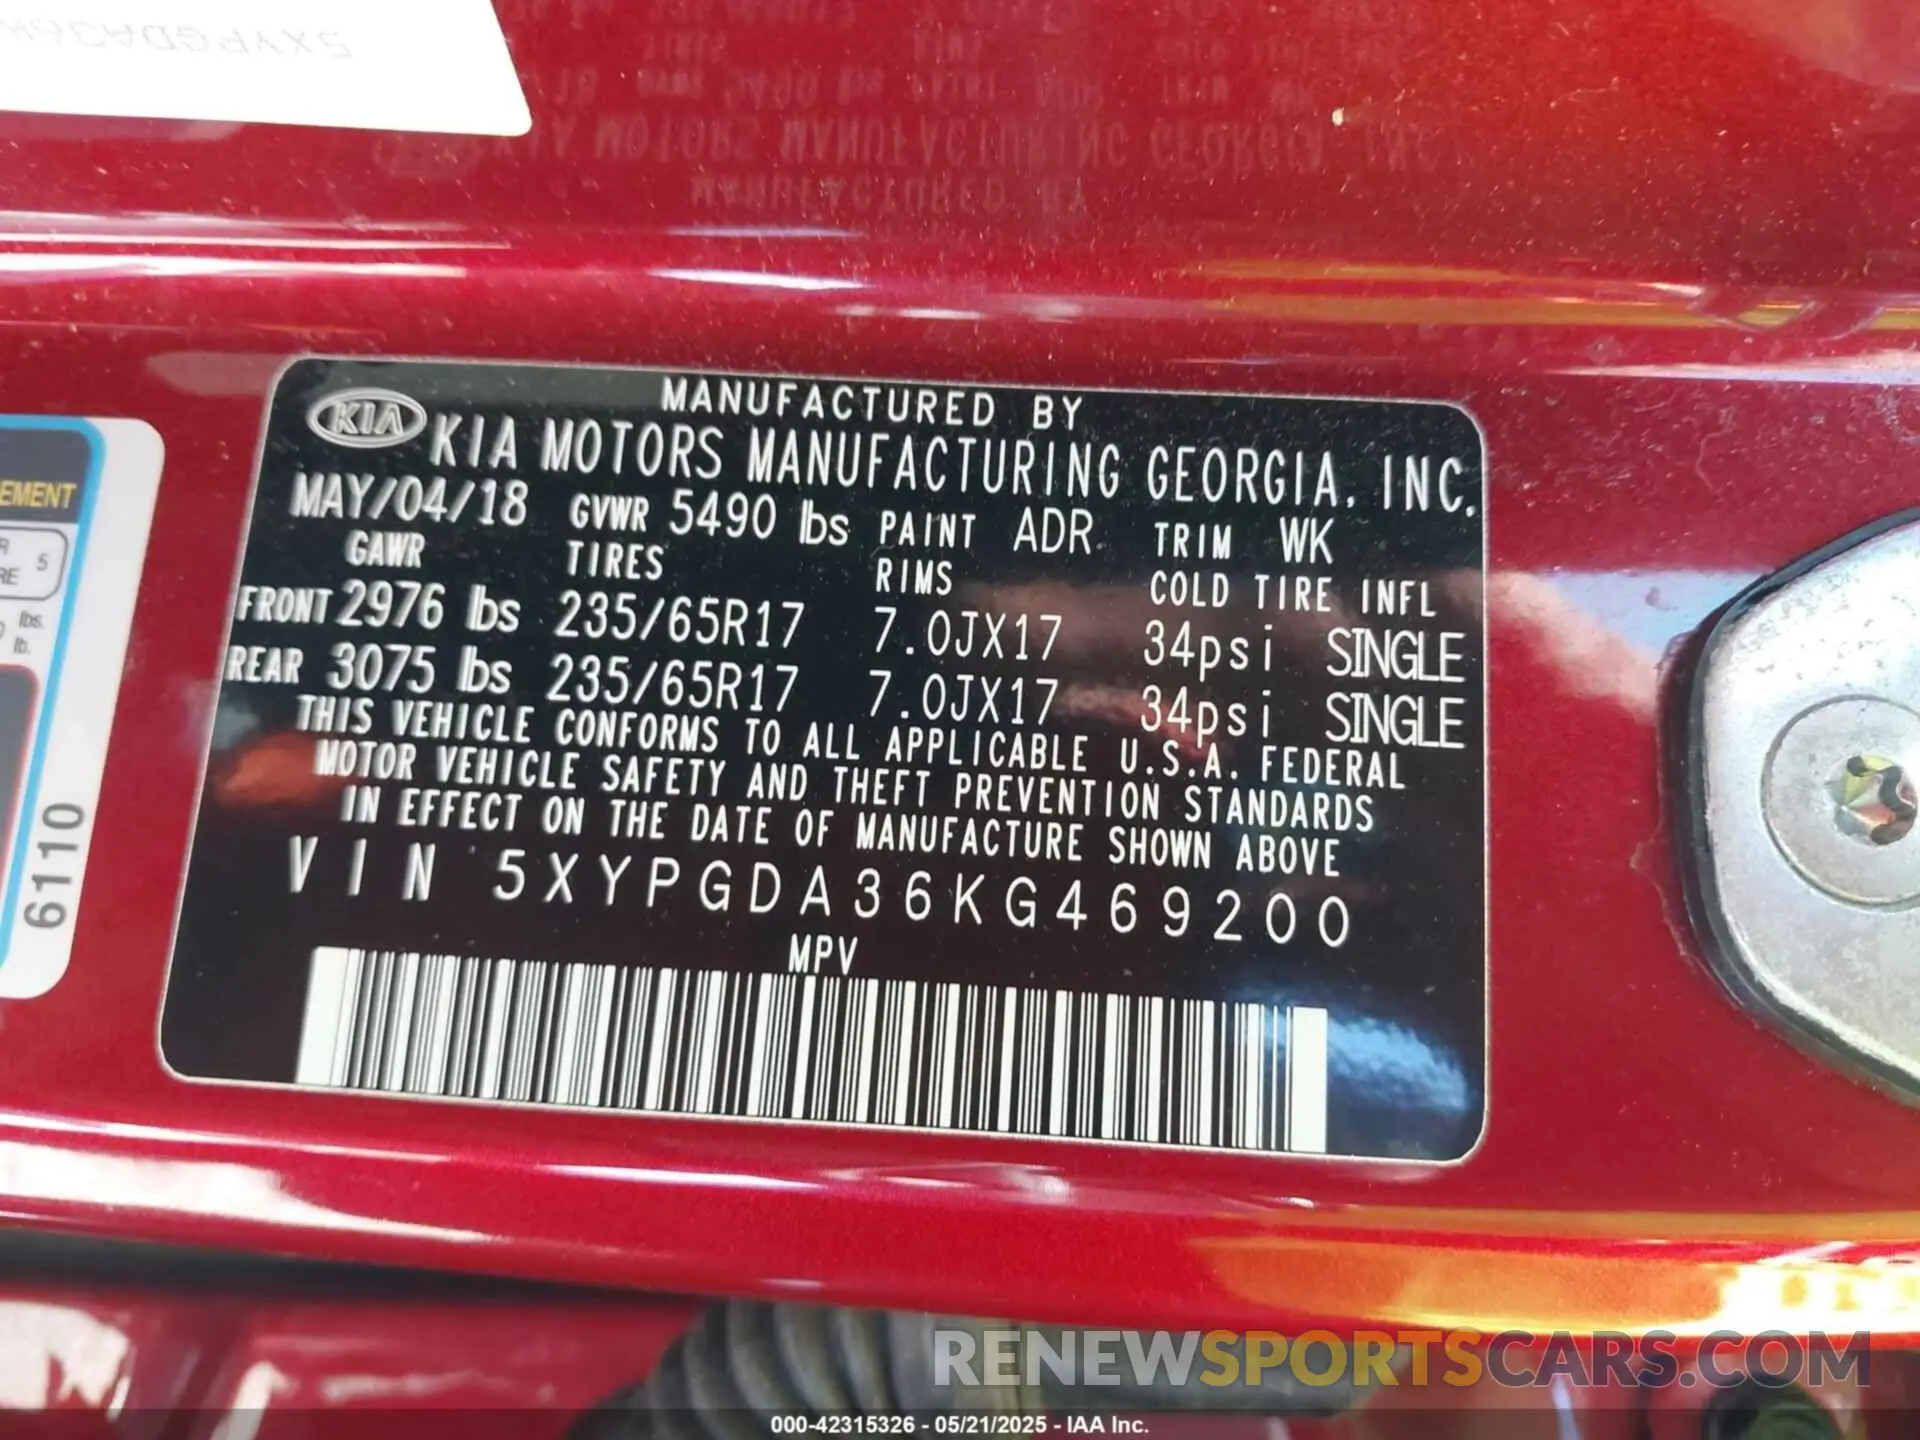 MANUFACTURED BY
KIA KIA MOTORS MANUFACTURING GEORGIA, INC.
MAY/04/18 GVWR 5490 lbs PAINT ADR TRIM WK
GAWR TIRES RIMS COLD TIRE INFL
FRONT 2976 lbs 235/65R17 7.0JX17 34psi SINGLE
REAR 3075 lbs 235/65R17 7.0JX17 34psi SINGLE
THIS VEHICLE CONFORMS TO ALL APPLICABLE U.S.A. FEDERAL
MOTOR VEHICLE SAFETY AND THEFT PREVENTION STANDARDS
IN EFFECT ON THE DATE OF MANUFACTURE SHOWN ABOVE
VIN 5XYPGDA36KG469200
MPV
EMENT
5
lbs.
lb.
6110
RENEWSPORTSCARS.COM
000-42315326 - 05/21/2025 - IAA Inc.